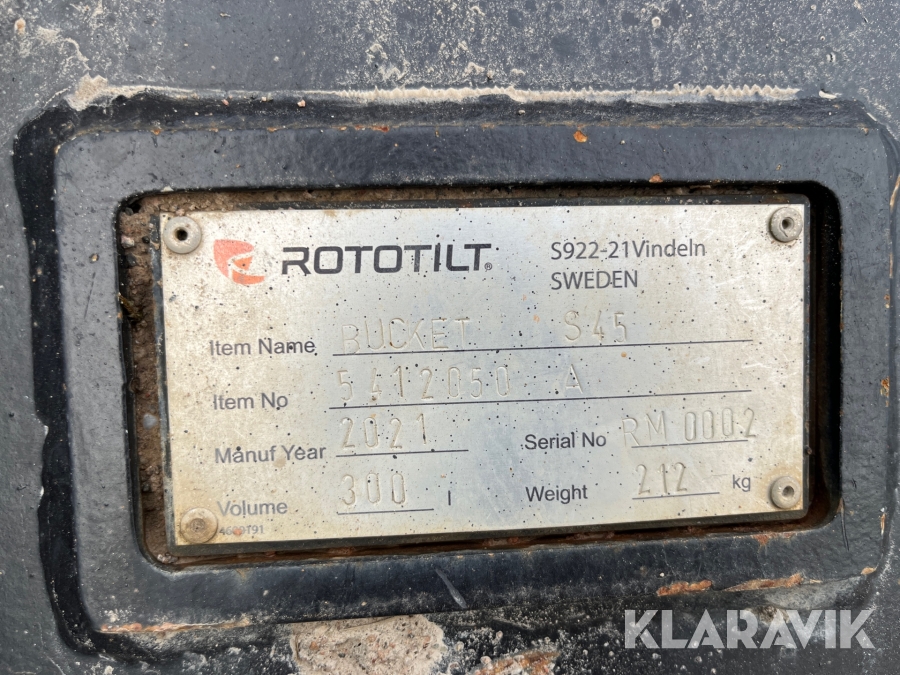 ROTOTILT®
S922-21Vindeln
SWEDEN
Item Name BUCKET S45
Item No 5412050 A
Manuf Year 2021 Serial No RM 0002
Volume 300 l Weight 212 kg
KLARAVIK